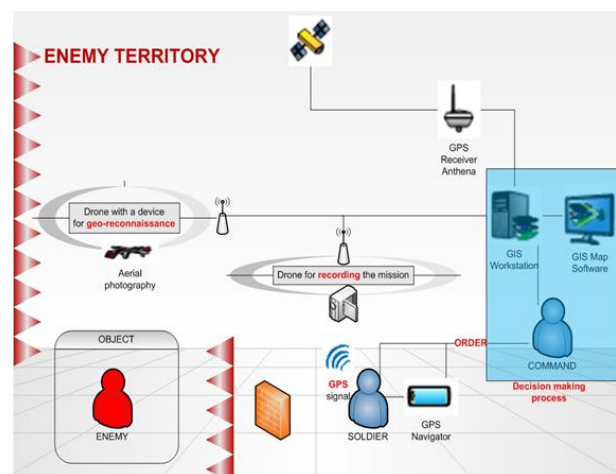 ENEMY TERRITORY
GPS
Receiver
Anthena
Drone with a device
for geo-reconnaissance
Aerial
photography
GIS
Workstation
GIS Map
Software
Drone for recording the mission
OBJECT
ENEMY
GPS
signal
SOLDIER
GPS
Navigator
ORDER
COMMAND
Decision making
process